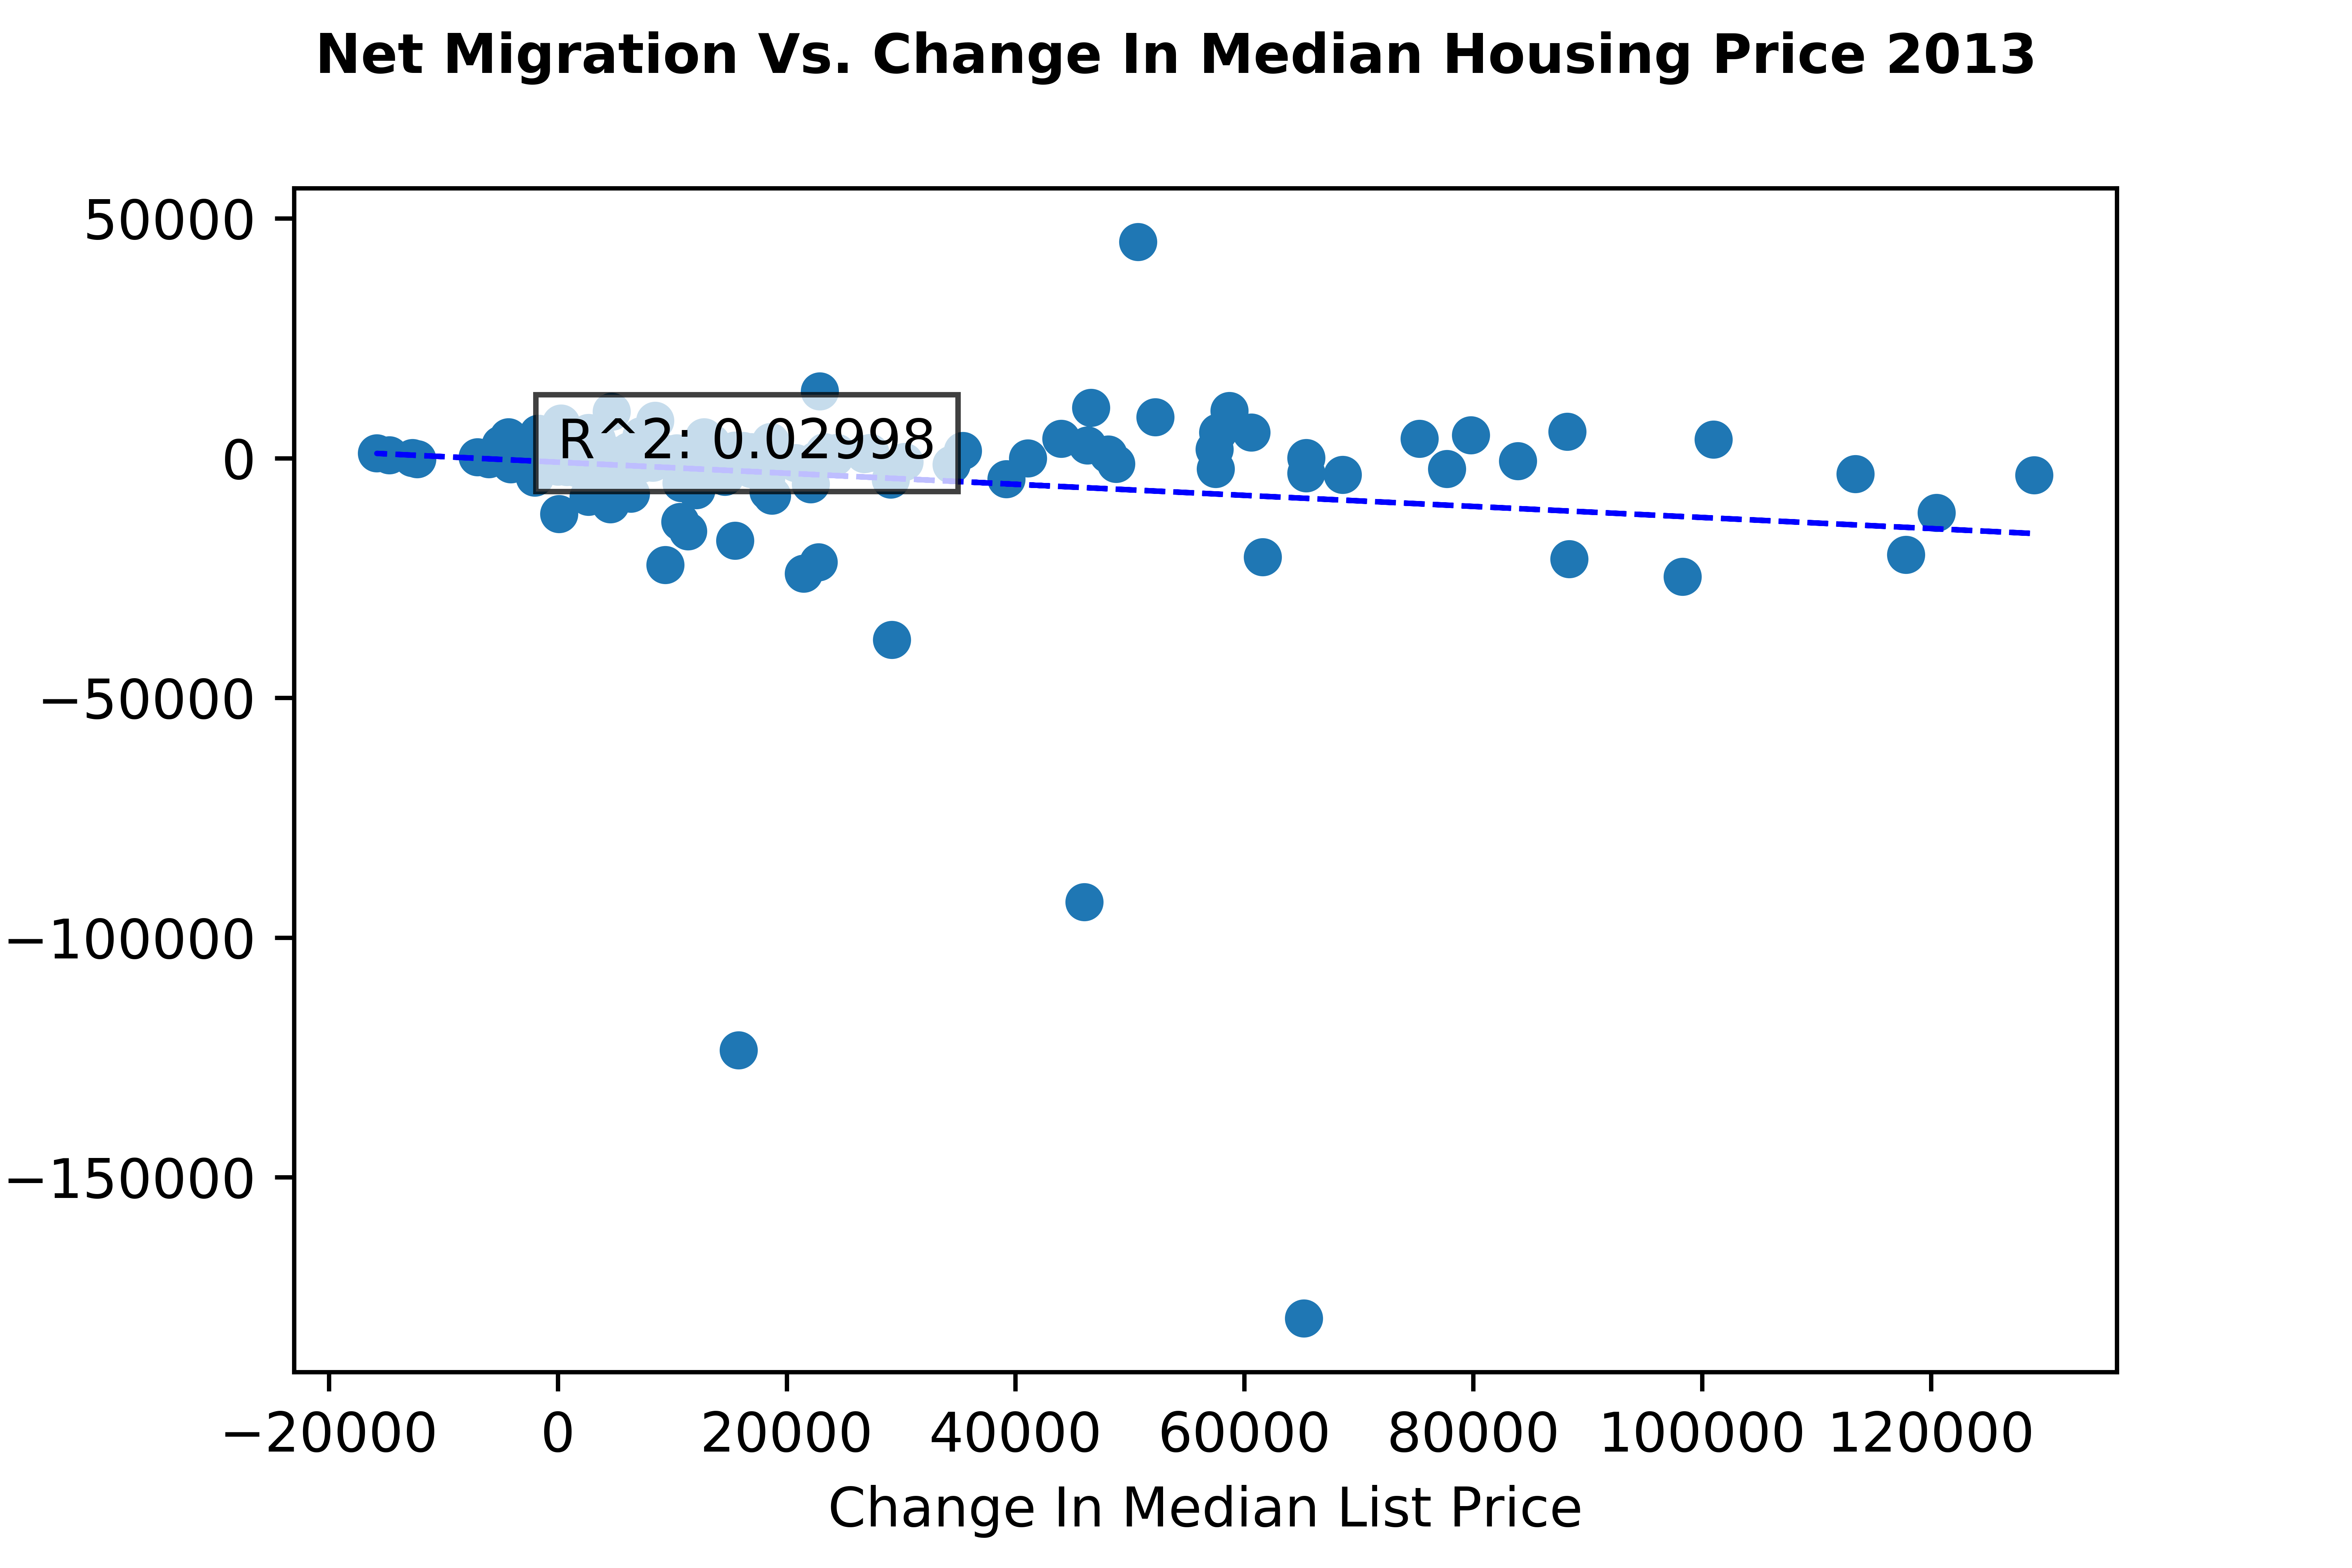 Net Migration Vs. Change In Median Housing Price 2013
50000
0
−50000
−100000
−150000
R^2: 0.02998
−20000 0 20000 40000 60000 80000 100000 120000
Change In Median List Price